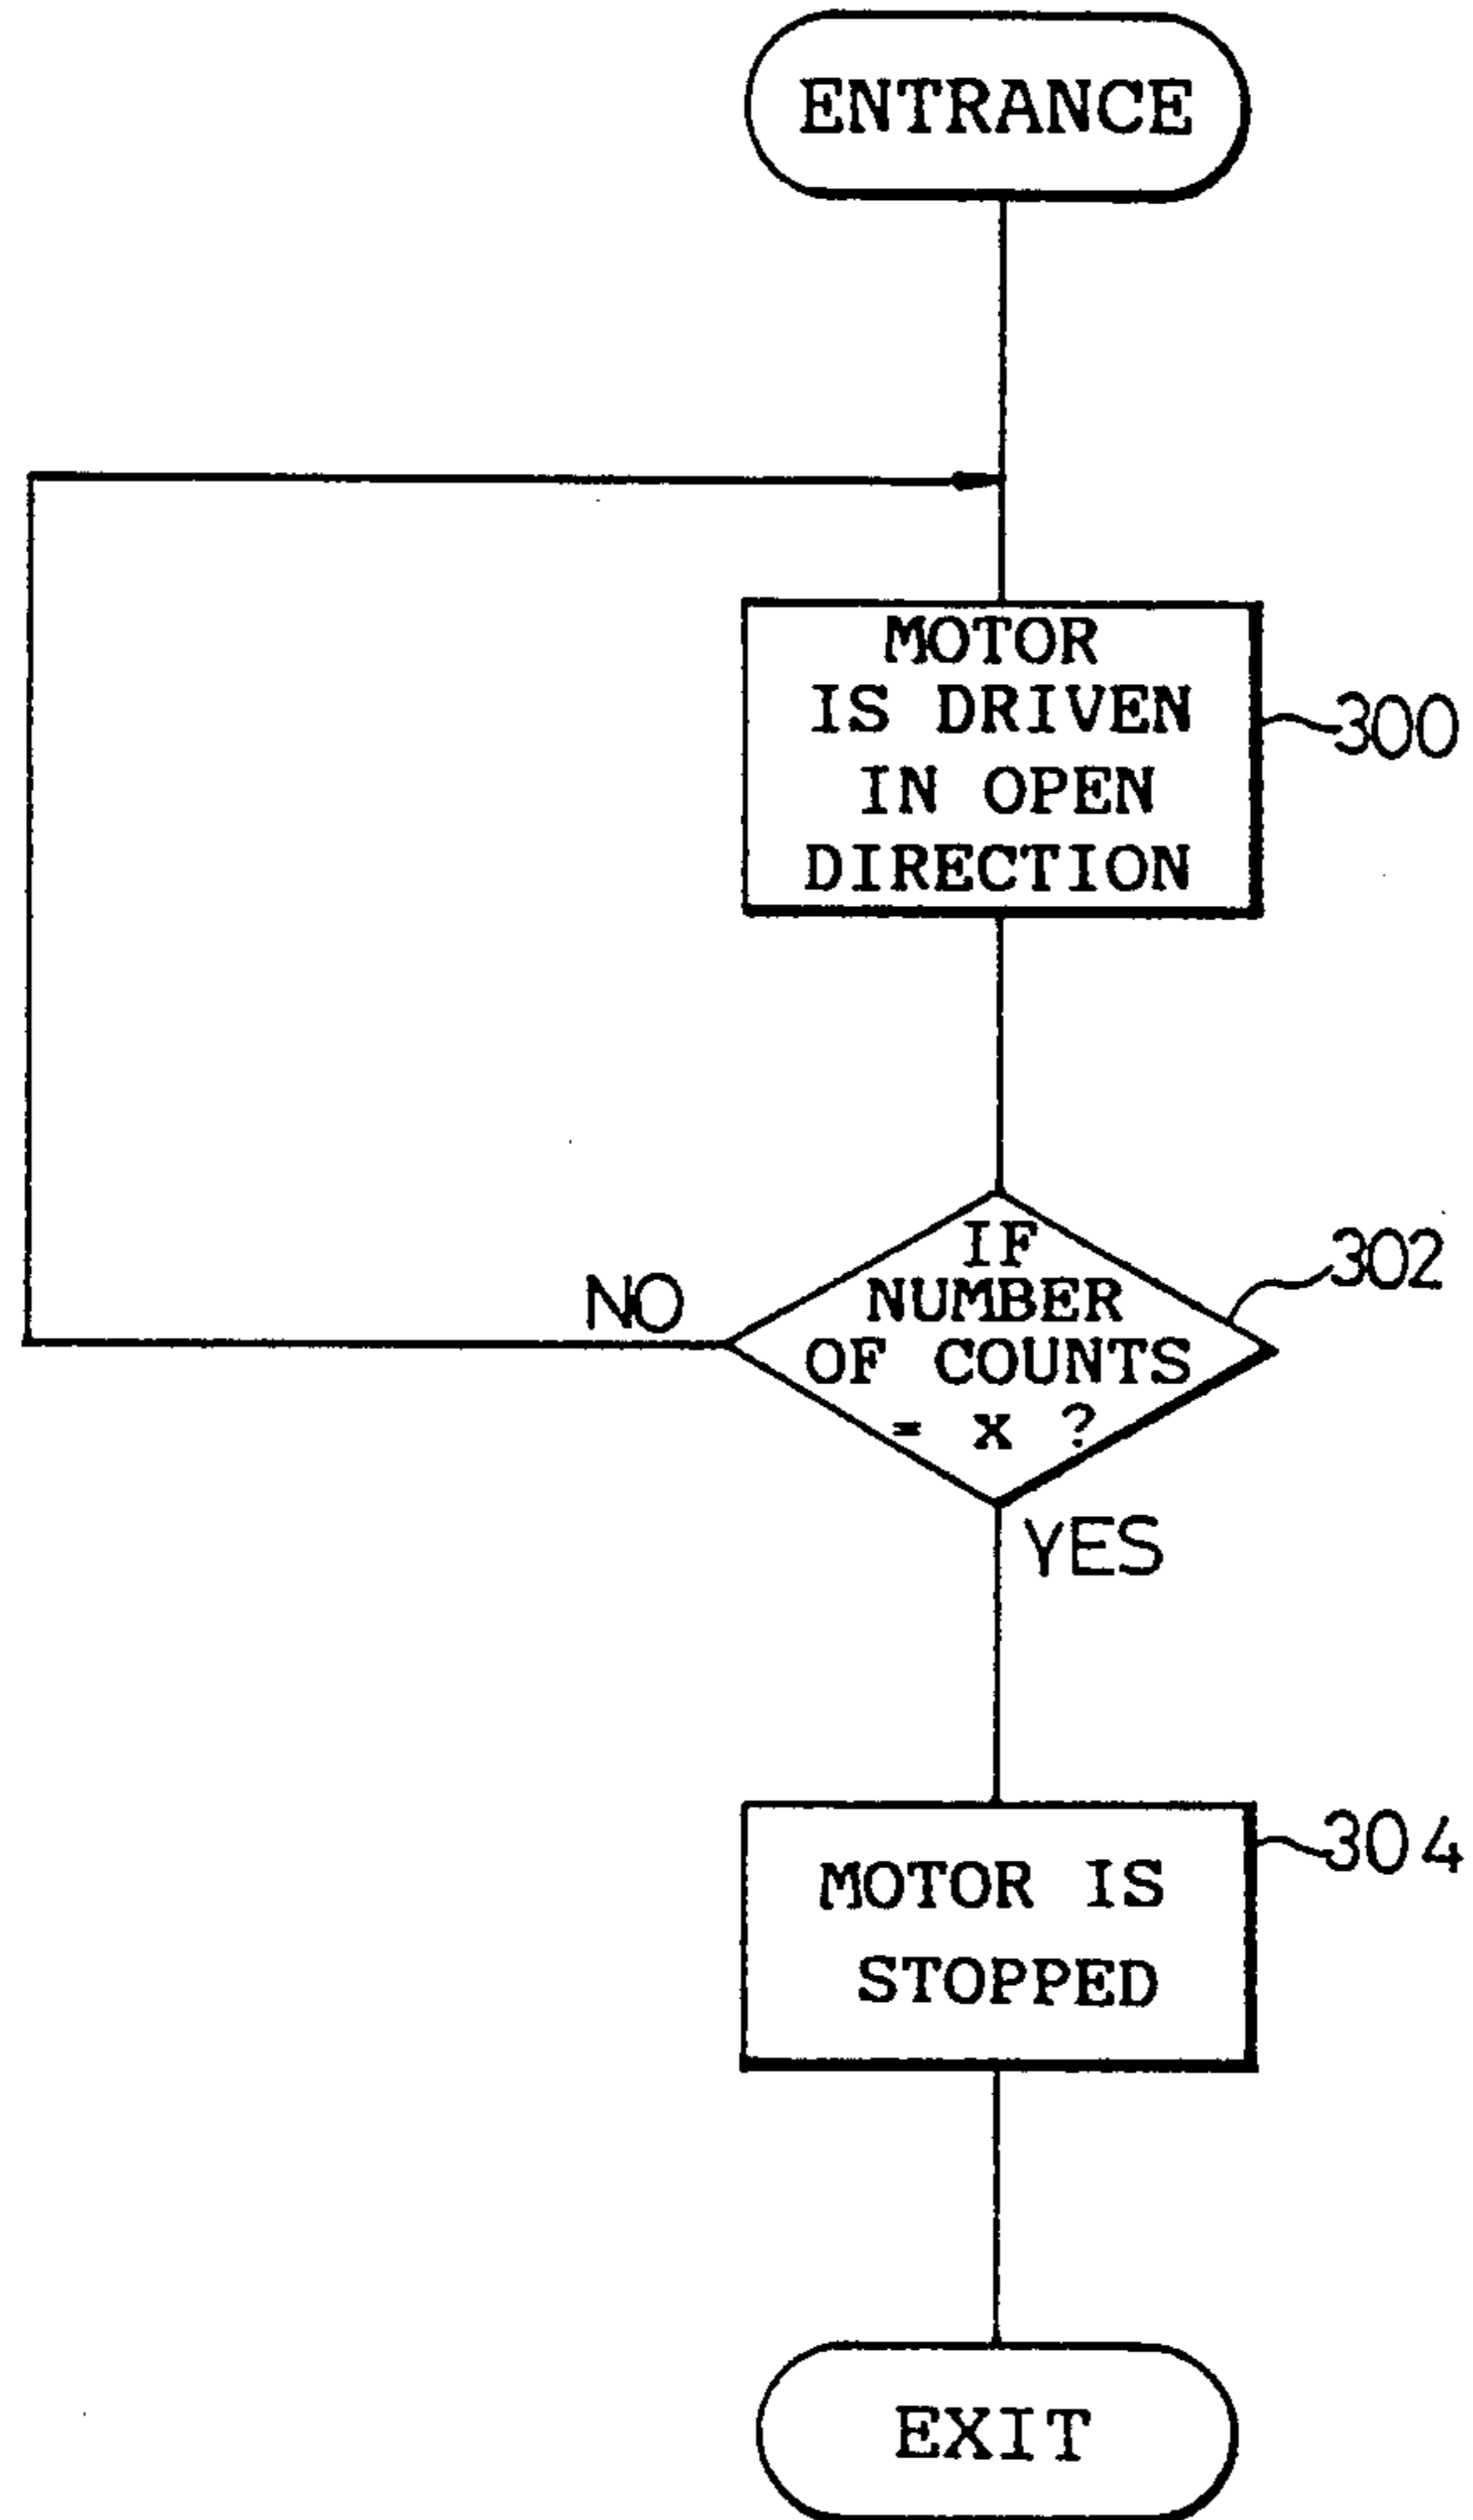 ENTRANCE
MOTOR
IS DRIVEN
IN OPEN
DIRECTION
300
IF
NUMBER
OF COUNTS
= x ?
302
NO
YES
MOTOR IS
STOPPED
304
EXIT